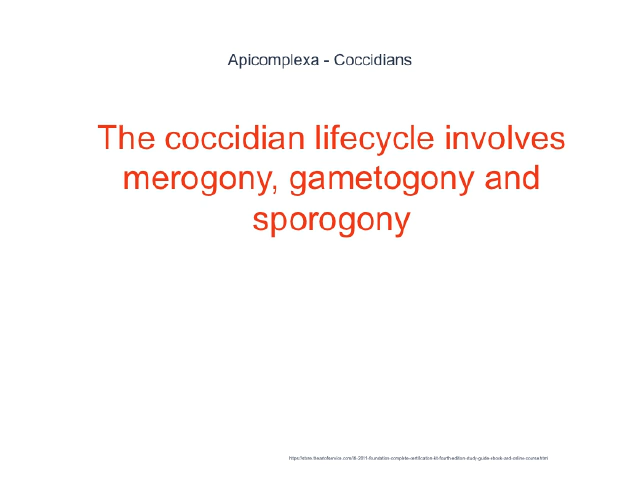 Apicomplexa - Coccidians
The coccidian lifecycle involves
merogony, gametogony and
sporogony